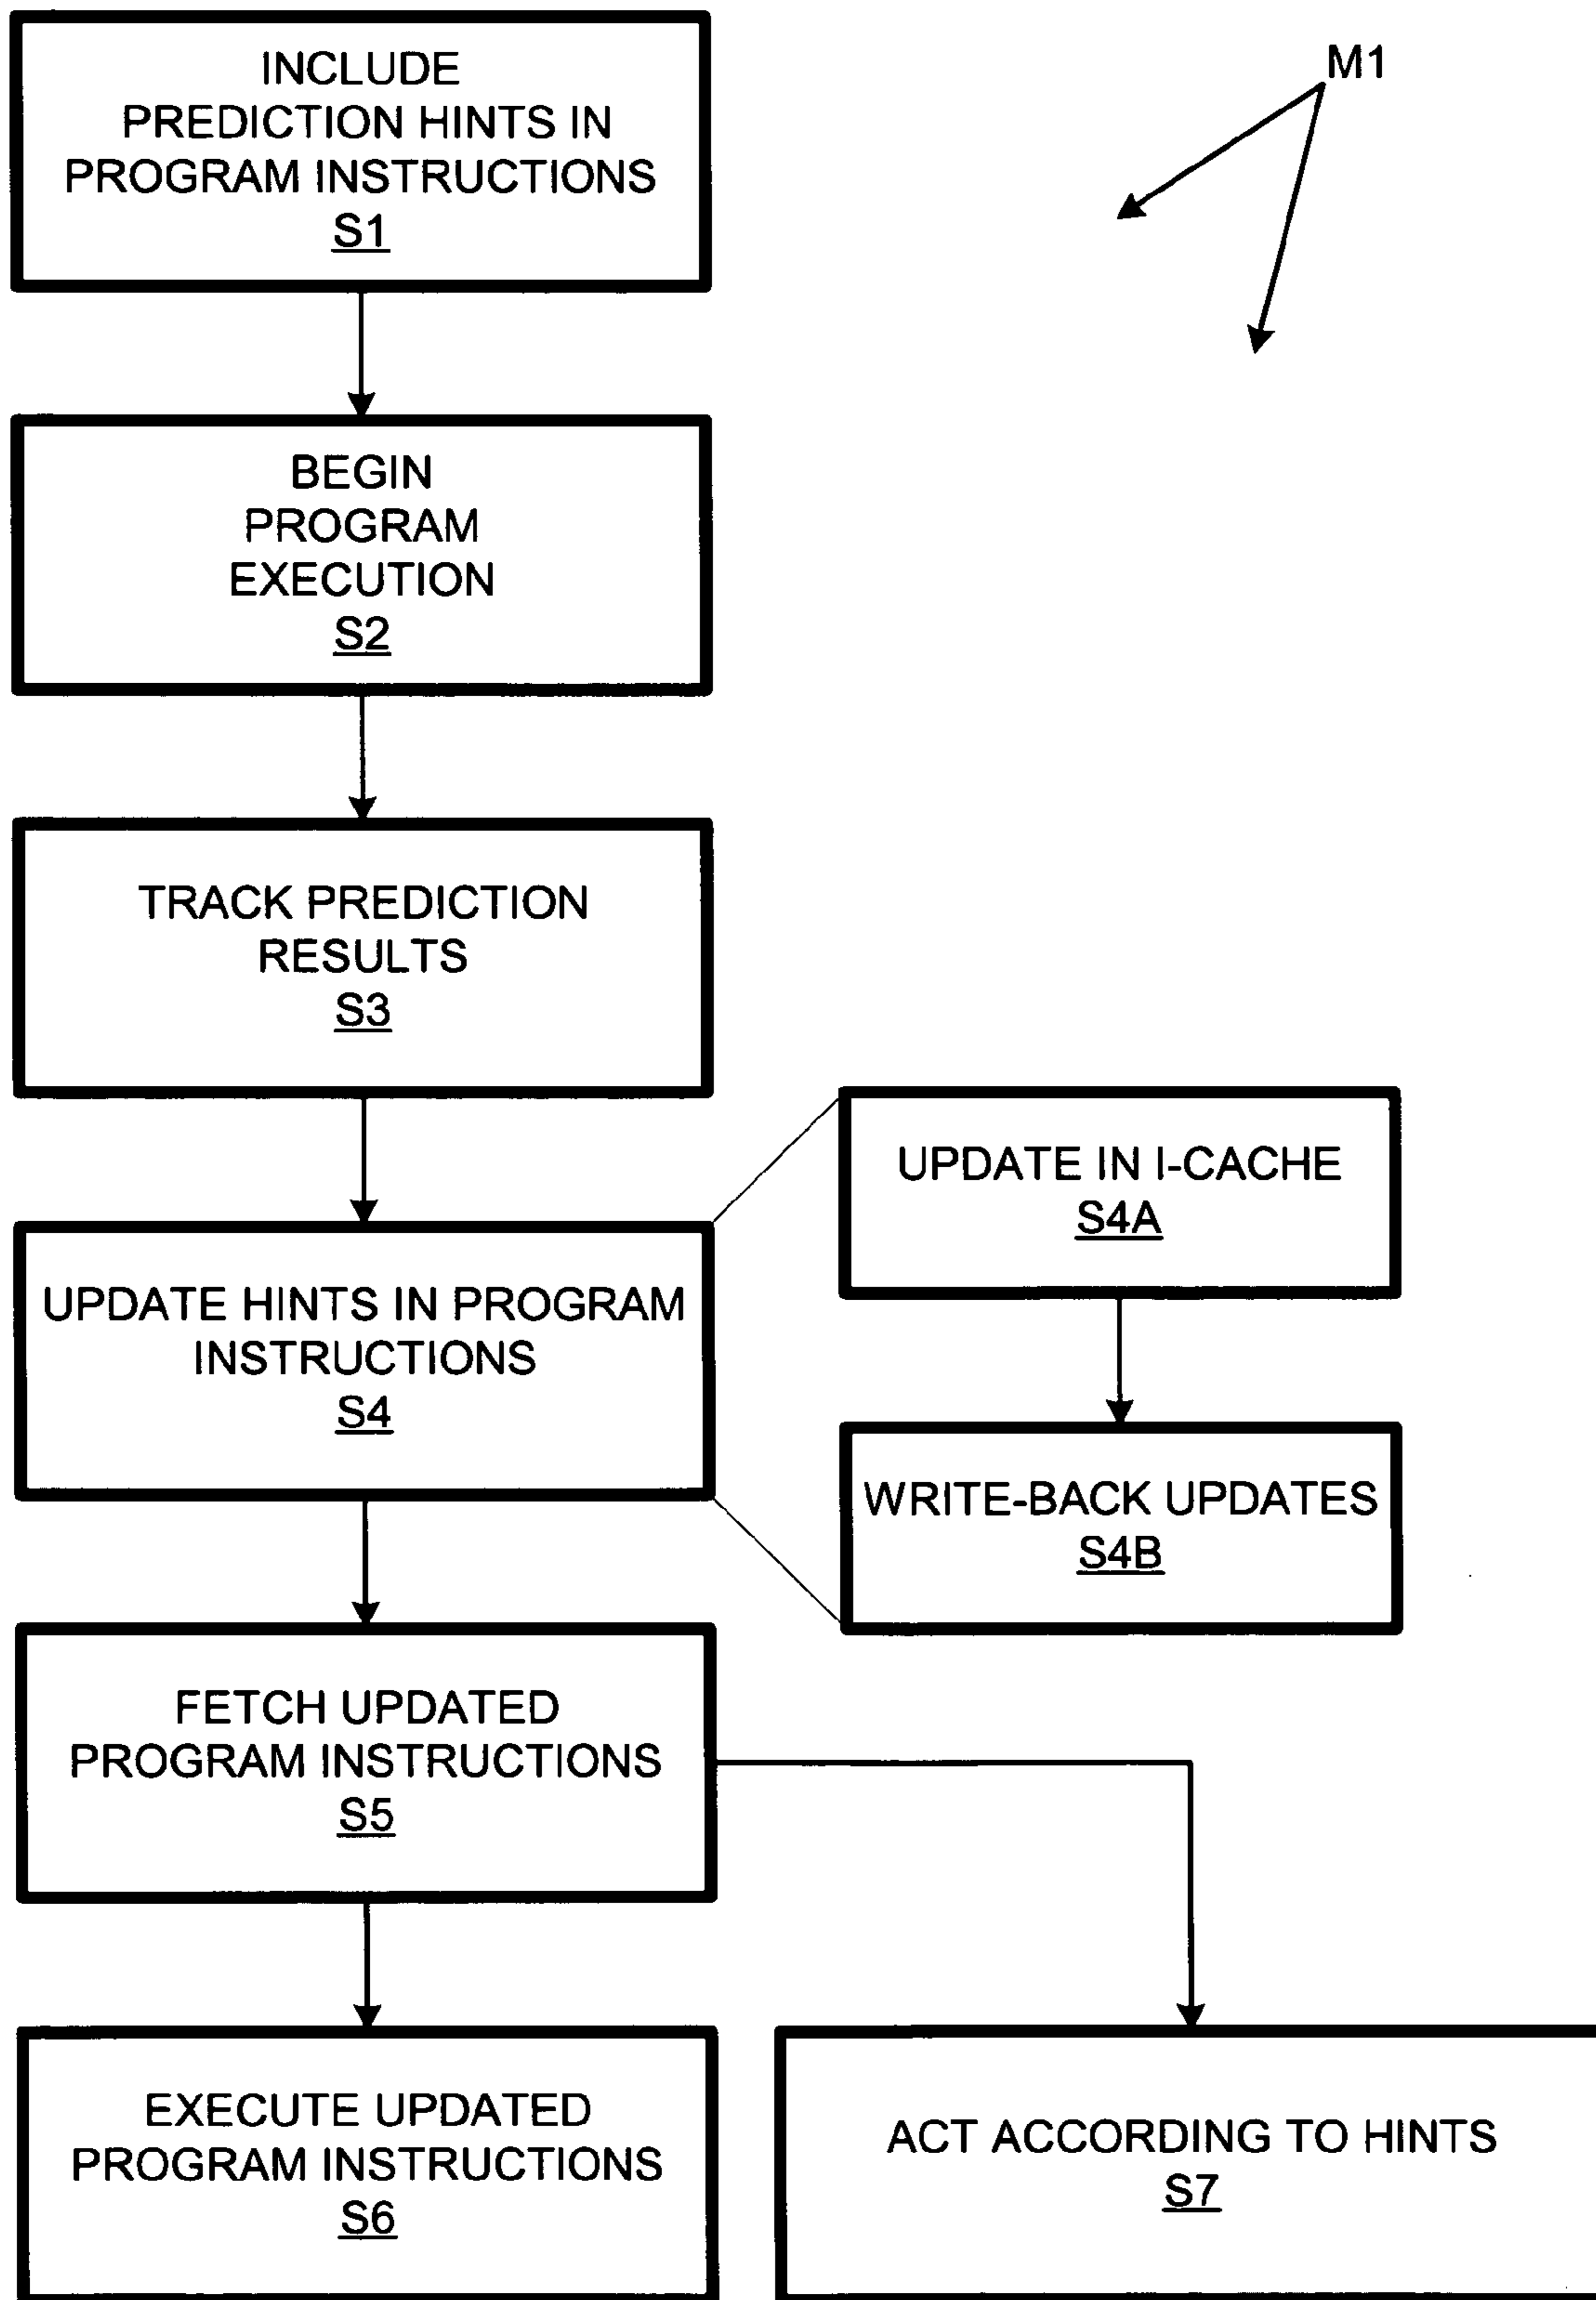 INCLUDE
PREDICTION HINTS IN
PROGRAM INSTRUCTIONS
S1
M1
BEGIN
PROGRAM
EXECUTION
S2
TRACK PREDICTION
RESULTS
S3
UPDATE HINTS IN PROGRAM
INSTRUCTIONS
S4
UPDATE IN I-CACHE
S4A
WRITE-BACK UPDATES
S4B
FETCH UPDATED
PROGRAM INSTRUCTIONS
S5
EXECUTE UPDATED
PROGRAM INSTRUCTIONS
S6
ACT ACCORDING TO HINTS
S7